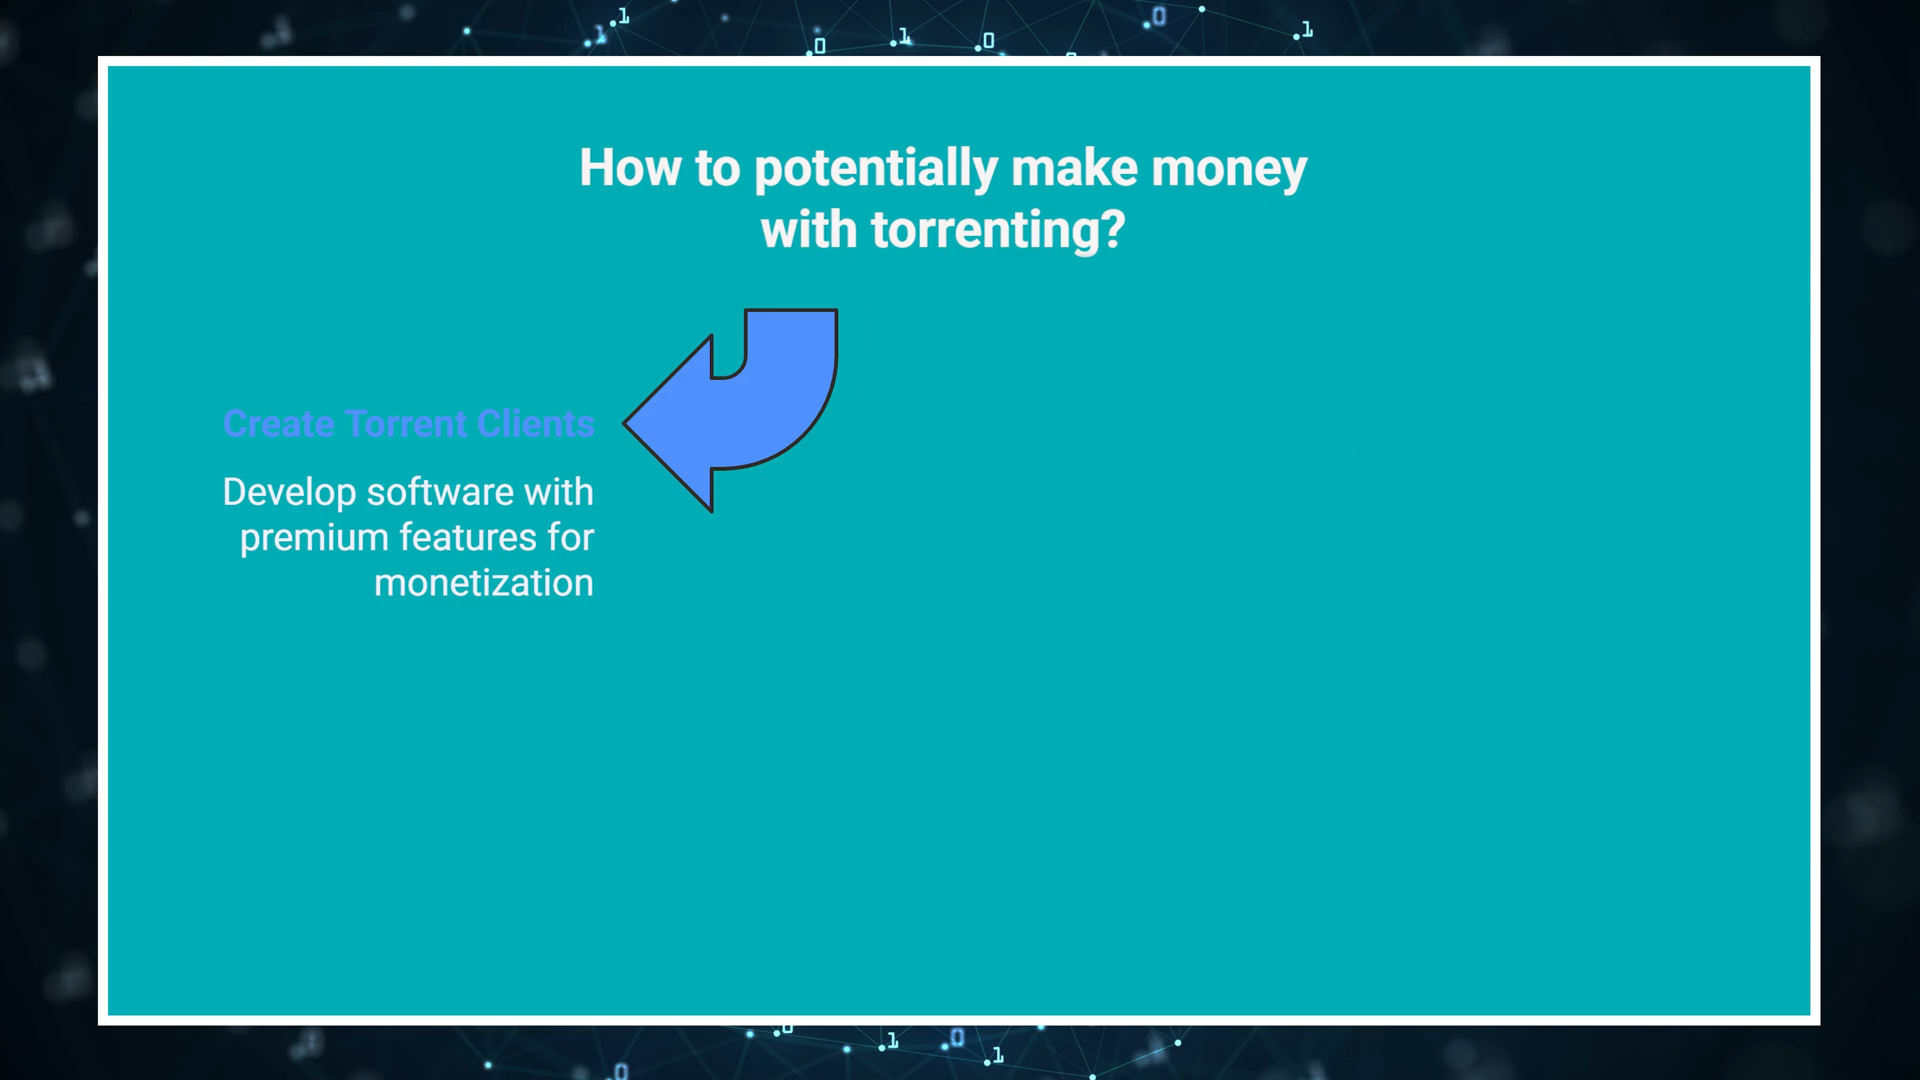 How to potentially make money
with torrenting?
Create Torrent Clients
Develop software with
premium features for
monetization